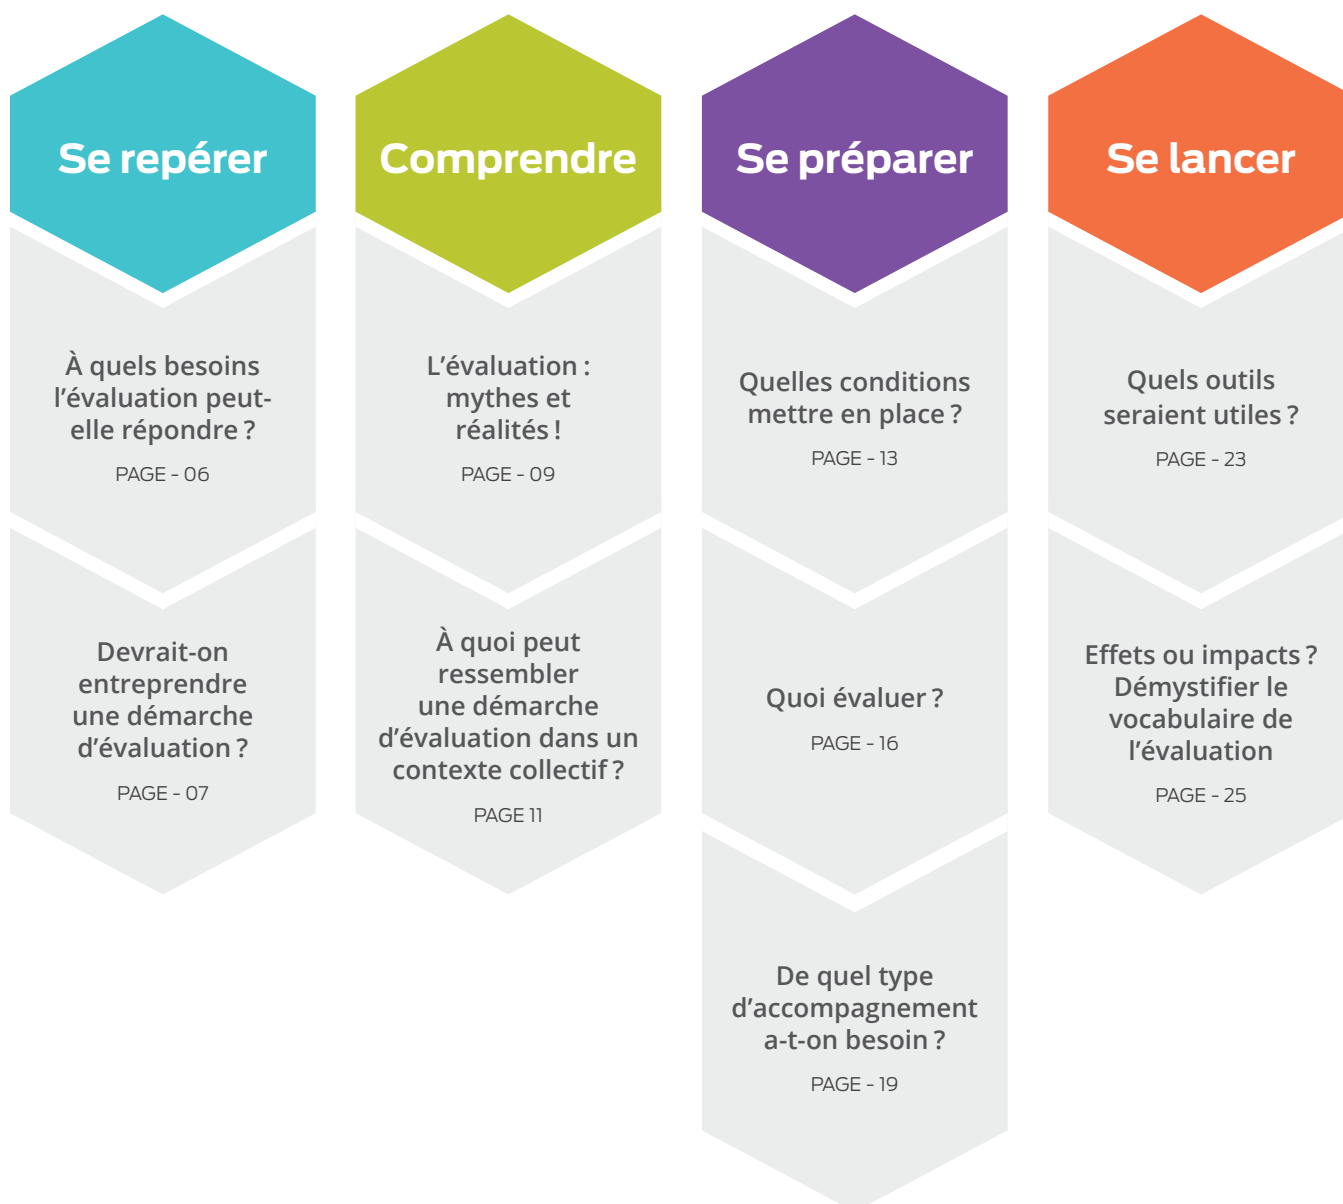 Se repérer
À quels besoins
l’évaluation peut-
elle répondre ?
PAGE - 06
Devrait-on
entreprendre
une démarche
d’évaluation ?
PAGE - 07
Comprendre
L’évaluation :
mythes et
réalités !
PAGE - 09
À quoi peut
ressembler
une démarche
d’évaluation dans un
contexte collectif ?
PAGE 11
Se préparer
Quelles conditions
mettre en place ?
PAGE - 13
Quoi évaluer ?
PAGE - 16
De quel type
d’accompagnement
a-t-on besoin ?
PAGE - 19
Se lancer
Quels outils
seraient utiles ?
PAGE - 23
Effets ou impacts ?
Démystifier le
vocabulaire de
l’évaluation
PAGE - 25